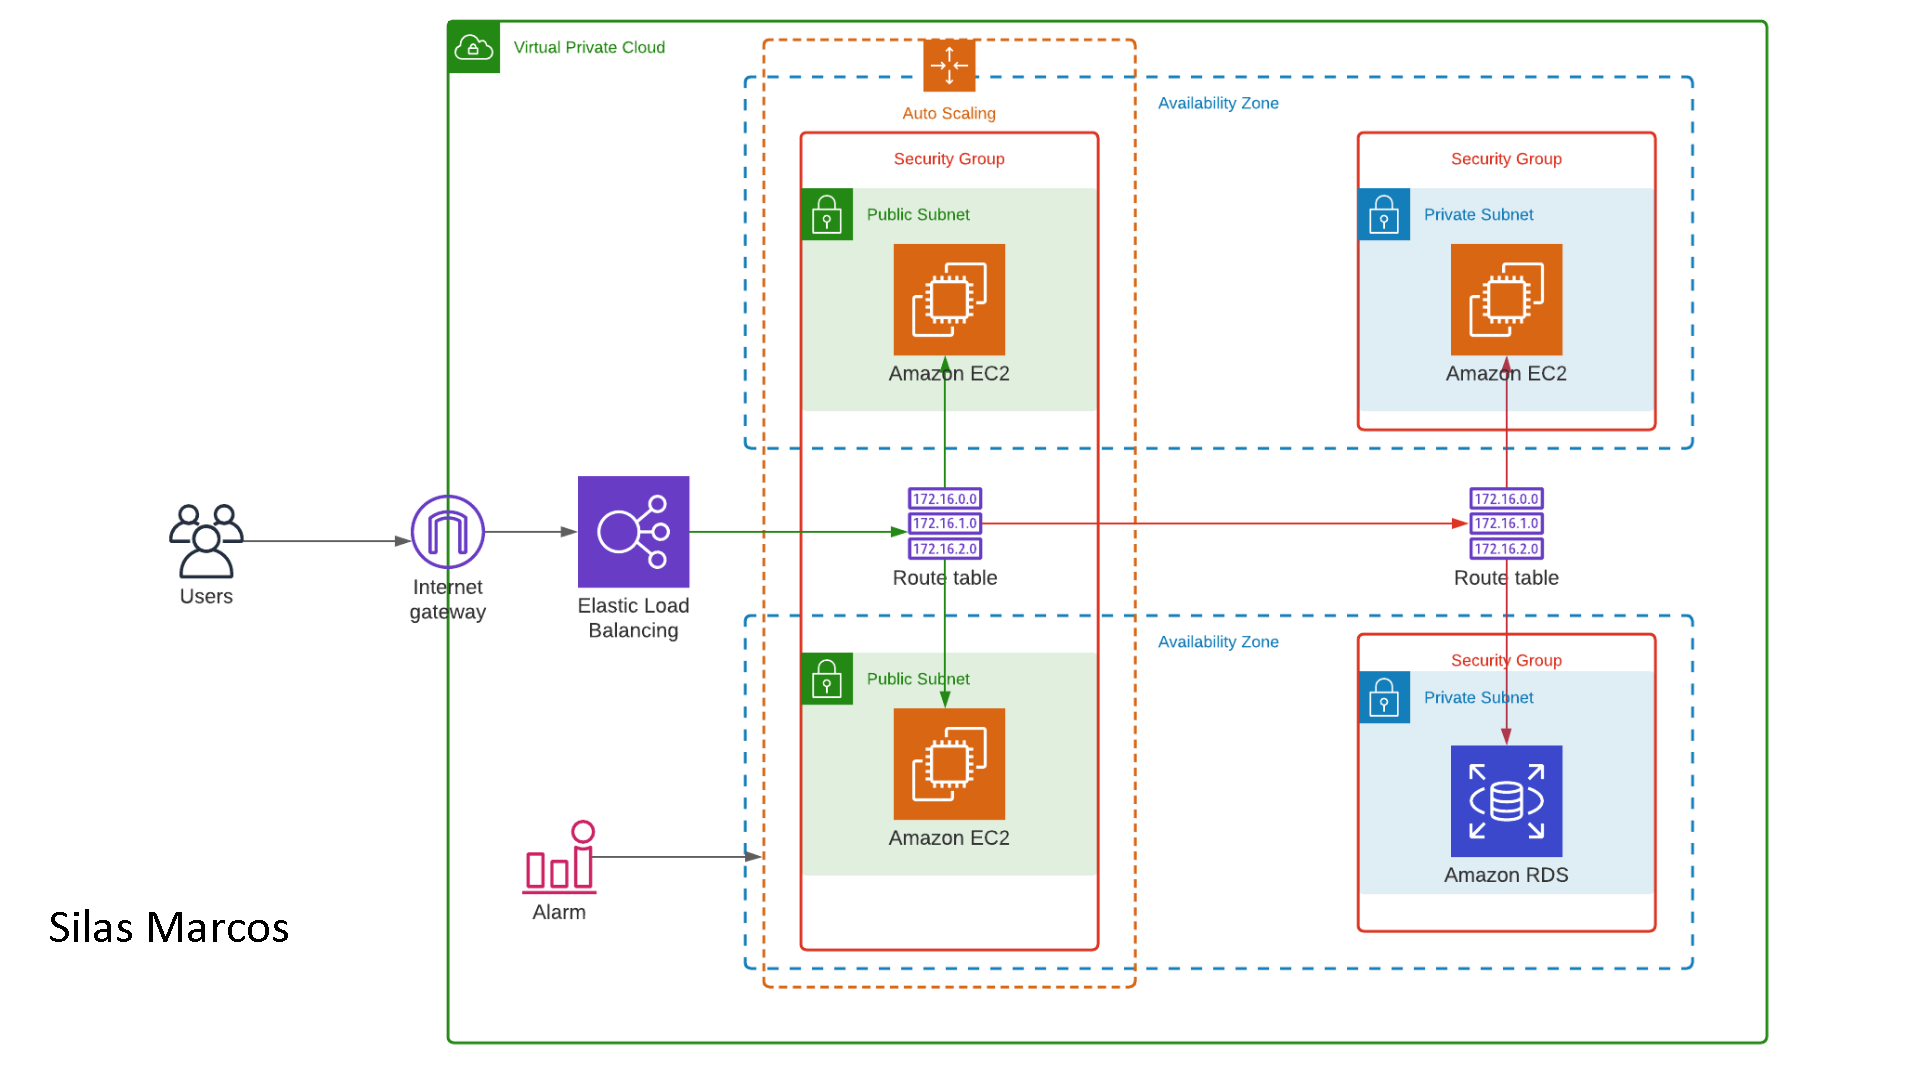 Virtual Private Cloud
Auto Scaling
Availability Zone
Security Group
Security Group
Public Subnet
Private Subnet
Amazon EC2
Amazon EC2
172.16.0.0
172.16.1.0
172.16.2.0
Route table
172.16.0.0
172.16.1.0
172.16.2.0
Route table
Users
Internet
gateway
Elastic Load
Balancing
Availability Zone
Security Group
Public Subnet
Private Subnet
Amazon EC2
Amazon RDS
Alarm
Silas Marcos